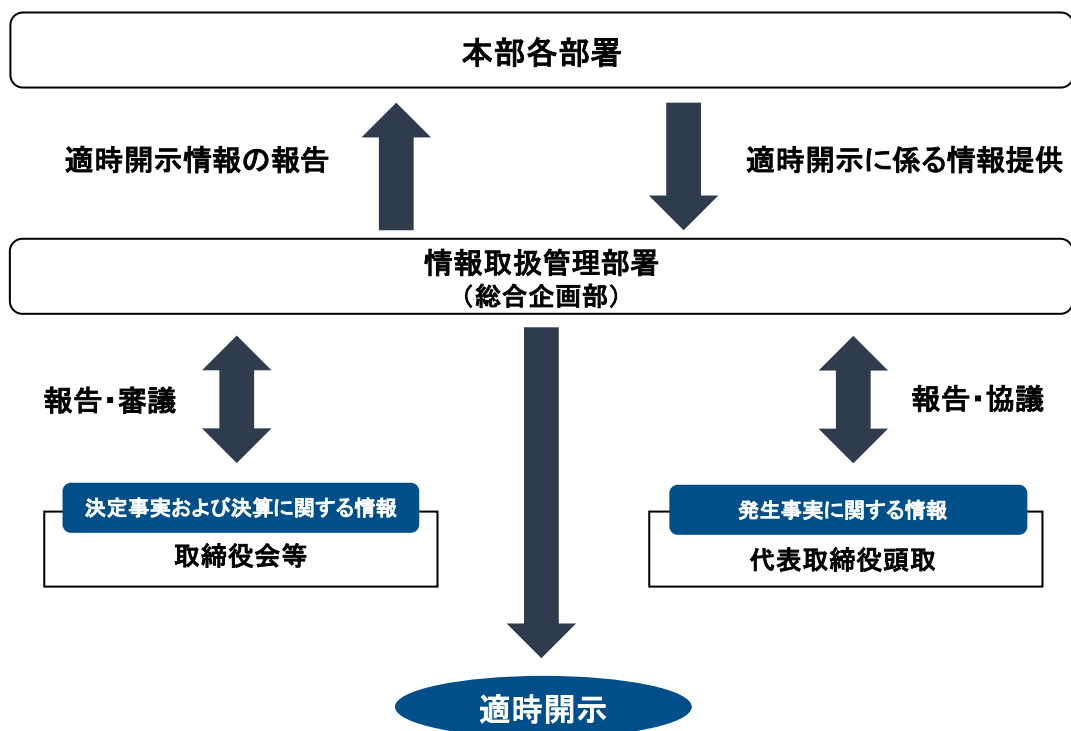 本部各部署
適時開示情報の報告
適時開示に係る情報提供
情報取扱管理部署
（総合企画部）
報告・審議
報告・協議
決定事実および決算に関する情報
取締役会等
発生事実に関する情報
代表取締役頭取
適時開示